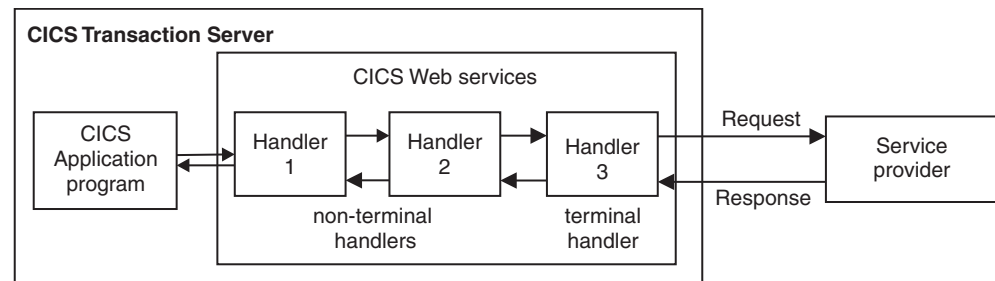 CICS Transaction Server
CICS Web services
CICS
Application
program
Handler
1
Handler
2
Handler
3
non-terminal
handlers
terminal
handler
Request
Response
Service
provider